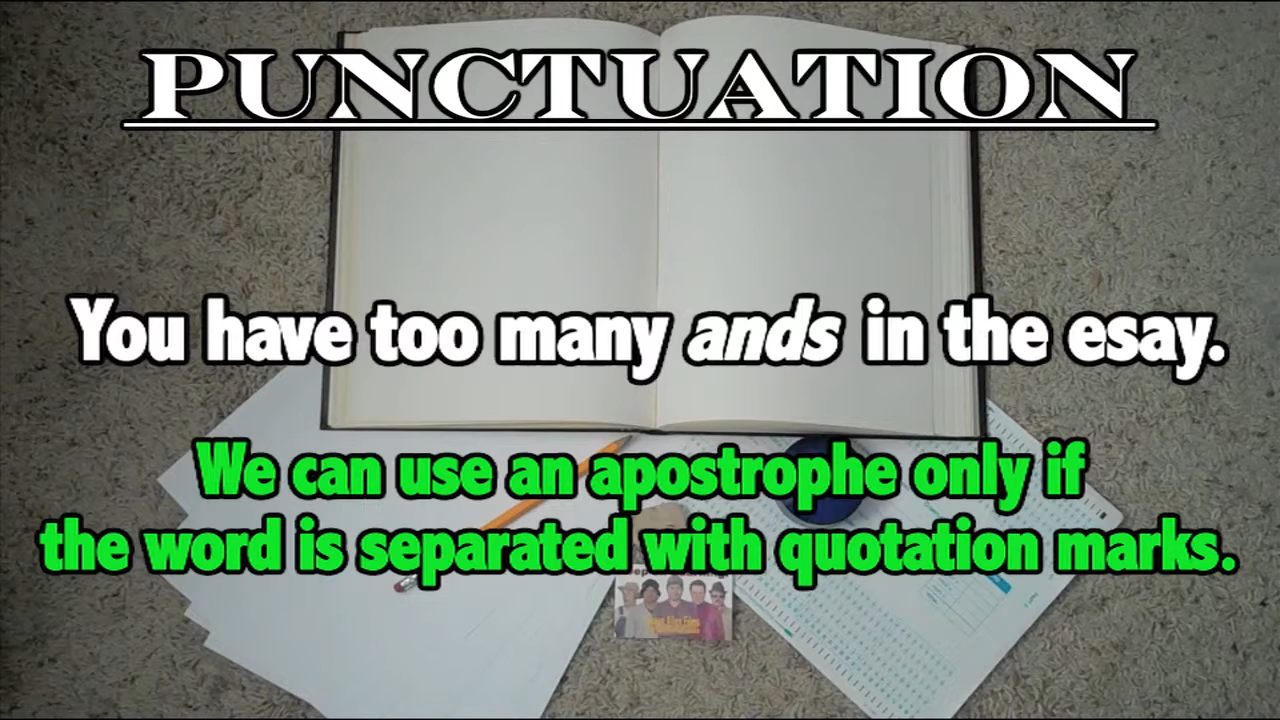 PUNCTUATION
You have too many ands in the esay.
We can use an apostrophe only if
the word is separated with quotation marks.